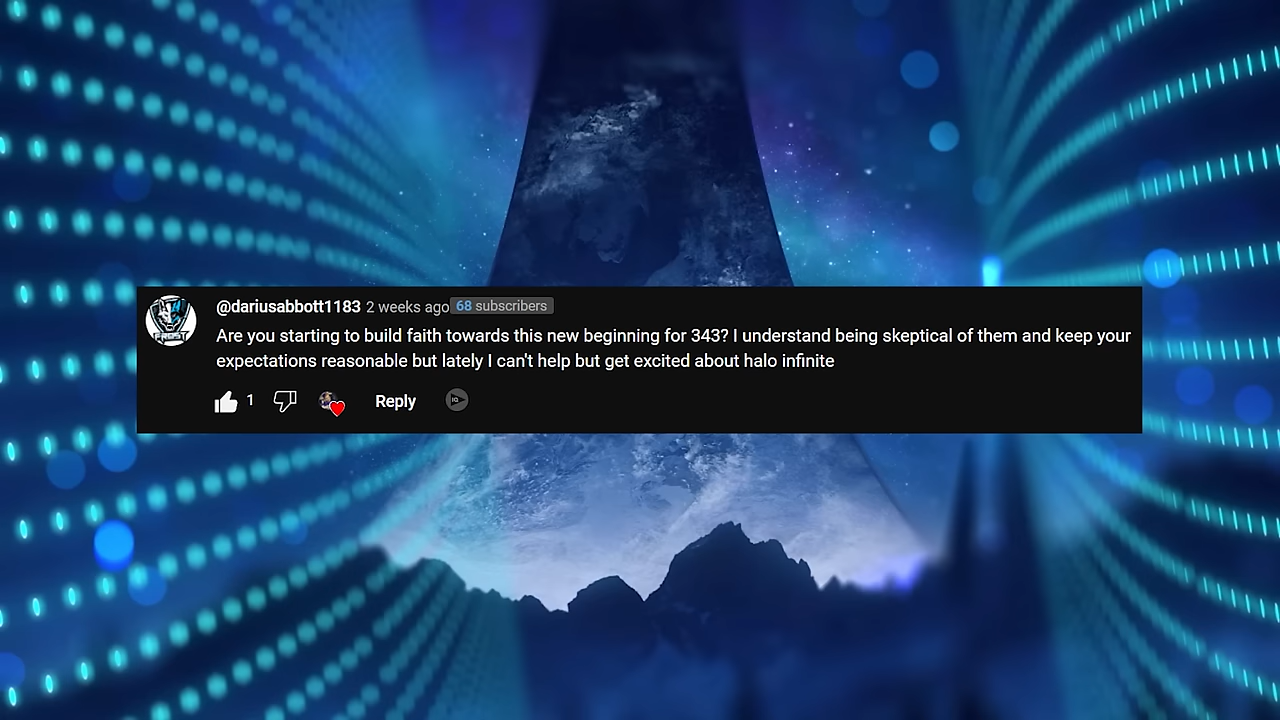 @dariusabbott1183 2 weeks ago 68 subscribers
Are you starting to build faith towards this new beginning for 343? I understand being skeptical of them and keep your
expectations reasonable but lately I can't help but get excited about halo infinite
1 Reply